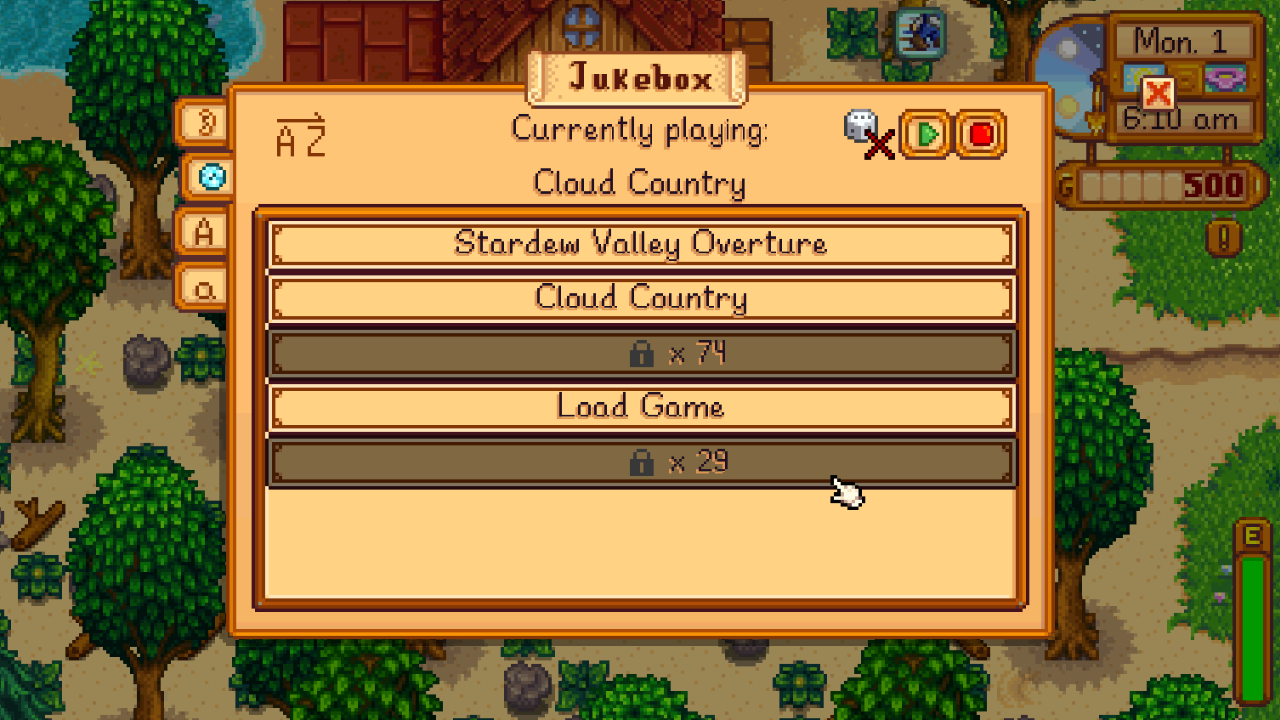 Jukebox
Mon. 1
A Z
Currently playing:
Cloud Country
6:10 am
500
Stardew Valley Overture
Cloud Country
x 74
Load Game
x 29
A
a
G
E